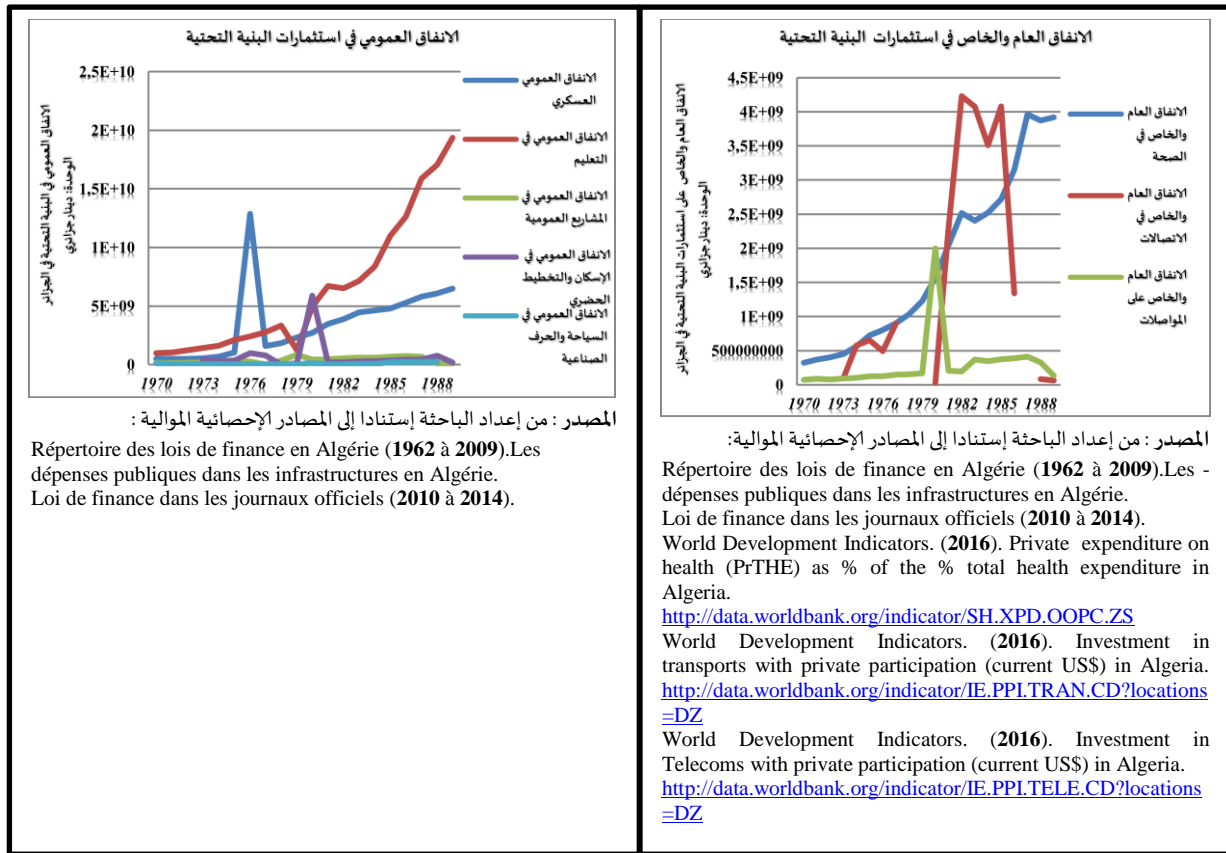 الانفاق العام والخاص في استثمارات البنية التحتية
الانفاق العام والخاص على استثمارات البنية التحتية في الجزائر
الوحدة: دينار جزائري
4,5E+09
4E+09
3,5E+09
3E+09
2,5E+09
2E+09
1,5E+09
1E+09
500000000
0
1970 1973 1976 1979 1982 1985 1988
الانفاق العام
والخاص في
الصحة
الانفاق العام
والخاص في
الاتصالات
الانفاق العام
والخاص على
المواصلات
المصدر : من إعداد الباحثة إستنادا إلى المصادر الإحصائية الموالية:
Répertoire des lois de finance en Algérie (1962 à 2009).Les -
dépenses publiques dans les infrastructures en Algérie.
Loi de finance dans les journaux officiels (2010 à 2014).
World Development Indicators. (2016). Private expenditure on
health (PrTHE) as % of the % total health expenditure in
Algeria.
http://data.worldbank.org/indicator/SH.XPD.OOPC.ZS
World Development Indicators. (2016). Investment in
transports with private participation (current US$) in Algeria.
http://data.worldbank.org/indicator/IE.PPI.TRAN.CD?locations
=DZ
World Development Indicators. (2016). Investment in
Telecoms with private participation (current US$) in Algeria.
http://data.worldbank.org/indicator/IE.PPI.TELE.CD?locations
=DZ
الانفاق العمومي في استثمارات البنية التحتية
الانفاق العمومي في البنية التحتية في الجزائر
الوحدة: دينار جزائري
2,5E+10
2E+10
1,5E+10
1E+10
5E+09
0
1970 1973 1976 1979 1982 1985 1988
الانفاق العمومي
العسكري
الانفاق العمومي في
التعليم
الانفاق العمومي في
المشاريع العمومية
الانفاق العمومي في
الإسكان والتخطيط
الحضري
الانفاق العمومي في
السياحة والحرف
الصناعية
المصدر : من إعداد الباحثة إستنادا إلى المصادر الإحصائية الموالية :
Répertoire des lois de finance en Algérie (1962 à 2009).Les
dépenses publiques dans les infrastructures en Algérie.
Loi de finance dans les journaux officiels (2010 à 2014).